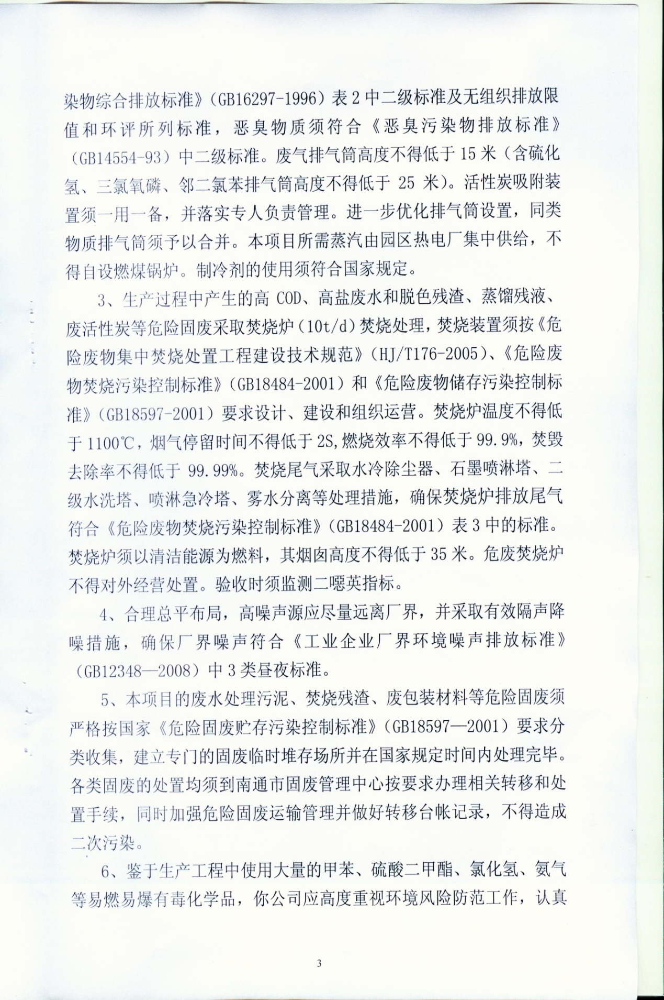 染物综合排放标准》（GB16297-1996）表2中二级标准及无组织排放限
值和环评所列标准，恶臭物质须符合《恶臭污染物排放标准》
（GB14554-93）中二级标准。废气排气筒高度不得低于15米（含硫化
氢、三氯氧磷、邻二氯苯排气筒高度不得低于 25 米）。活性炭吸附装
置须一用一备，并落实专人负责管理。进一步优化排气筒设置，同类
物质排气筒须予以合并。本项目所需蒸汽由园区热电厂集中供给，不
得自设燃煤锅炉。制冷剂的使用须符合国家规定。
3、生产过程中产生的高 COD、高盐废水和脱色残渣、蒸馏残液、
废活性炭等危险固废采取焚烧炉（10t/d）焚烧处理，焚烧装置须按《危
险废物集中焚烧处置工程建设技术规范》（HJ/T176-2005）、《危险废
物焚烧污染控制标准》（GB18484-2001）和《危险废物储存污染控制标
准》（GB18597-2001）要求设计、建设和组织运营。焚烧炉温度不得低
于1100℃，烟气停留时间不得低于2S,燃烧效率不得低于99.9%，焚毁
去除率不得低于 99.99%。焚烧尾气采取水冷除尘器、石墨喷淋塔、二
级水洗塔、喷淋急冷塔、雾水分离等处理措施，确保焚烧炉排放尾气
符合《危险废物焚烧污染控制标准》（GB18484-2001）表3中的标准。
焚烧炉须以清洁能源为燃料，其烟囱高度不得低于35米。危废焚烧炉
不得对外经营处置。验收时须监测二噁英指标。
4、合理总平布局，高噪声源应尽量远离厂界，并采取有效隔声降
噪措施，确保厂界噪声符合《工业企业厂界环境噪声排放标准》
（GB12348—2008）中3类昼夜标准。
5、本项目的废水处理污泥、焚烧残渣、废包装材料等危险固废须
严格按国家《危险固废贮存污染控制标准》（GB18597—2001）要求分
类收集，建立专门的固废临时堆存场所并在国家规定时间内处理完毕。
各类固废的处置均须到南通市固废管理中心按要求办理相关转移和处
置手续，同时加强危险固废运输管理并做好转移台帐记录，不得造成
二次污染。
6、鉴于生产工程中使用大量的甲苯、硫酸二甲酯、氯化氢、氨气
等易燃易爆有毒化学品，你公司应高度重视环境风险防范工作，认真
3